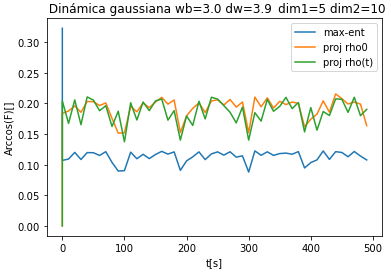 Dinámica gaussiana wb=3.0 dw=3.9 dim1=5 dim2=10
max-ent
proj rho0
proj rho(t)
Arccos(F)[]
0.30
0.25
0.20
0.15
0.10
0.05
0.00
0
100
200
300
400
500
t[s]